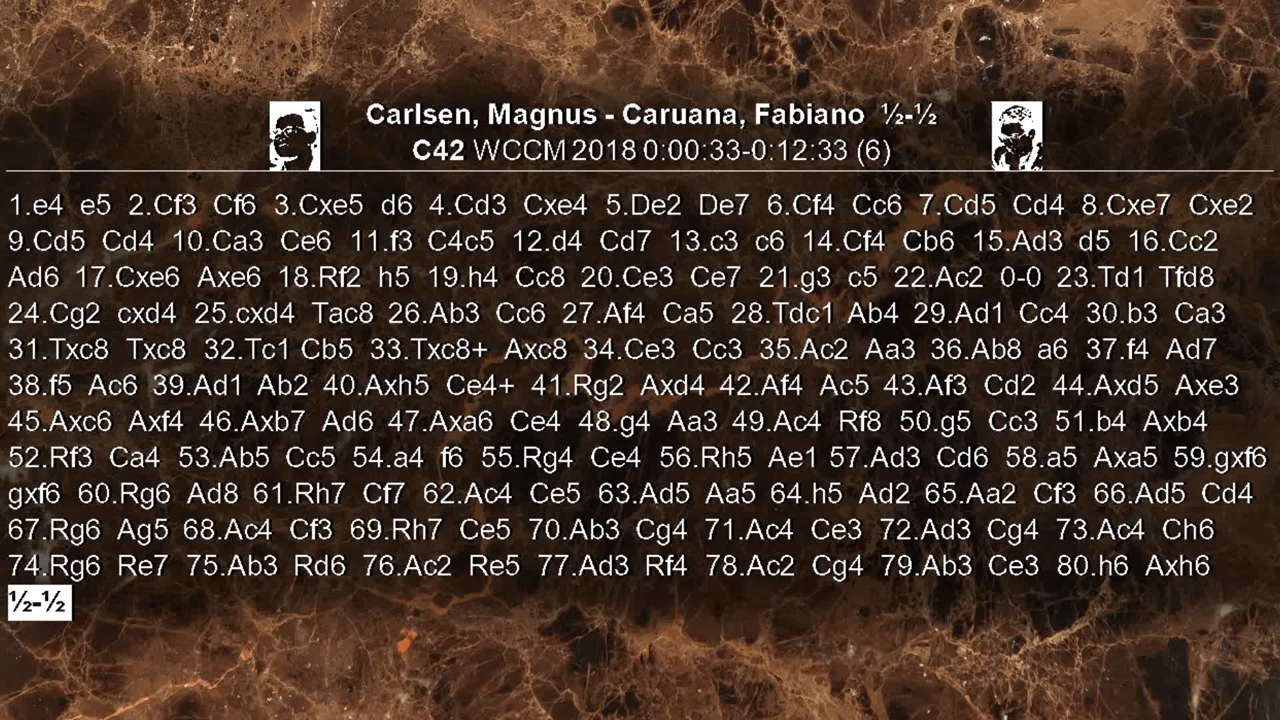 Carlsen, Magnus - Caruana, Fabiano ½-½
C42 WCCM 2018 0:00:33-0:12:33 (6)
1.e4 e5 2.Cf3 Cf6 3.Cxe5 d6 4.Cd3 Cxe4 5.De2 De7 6.Cf4 Cc6 7.Cd5 Cd4 8.Cxe7 Cxe2
9.Cd5 Cd4 10.Ca3 Ce6 11.f3 C4c5 12.d4 Cd7 13.c3 c6 14.Cf4 Cb6 15.Ad3 d5 16.Cc2
Ad6 17.Cxe6 Axe6 18.Rf2 h5 19.h4 Cc8 20.Ce3 Ce7 21.g3 c5 22.Ac2 0-0 23.Td1 Tfd8
24.Cg2 cxd4 25.cxd4 Tac8 26.Ab3 Cc6 27.Af4 Ca5 28.Tdc1 Ab4 29.Ad1 Cc4 30.b3 Ca3
31.Txc8 Txc8 32.Tc1 Cb5 33.Txc8+ Axc8 34.Ce3 Cc3 35.Ac2 Aa3 36.Ab8 a6 37.f4 Ad7
38.f5 Ac6 39.Ad1 Ab2 40.Axh5 Ce4+ 41.Rg2 Axd4 42.Af4 Ac5 43.Af3 Cd2 44.Axd5 Axe3
45.Axc6 Axf4 46.Axb7 Ad6 47.Axa6 Ce4 48.g4 Aa3 49.Ac4 Rf8 50.g5 Cc3 51.b4 Axb4
52.Rf3 Ca4 53.Ab5 Cc5 54.a4 f6 55.Rg4 Ce4 56.Rh5 Ae1 57.Ad3 Cd6 58.a5 Axa5 59.gxf6
gxf6 60.Rg6 Ad8 61.Rh7 Cf7 62.Ac4 Ce5 63.Ad5 Aa5 64.h5 Ad2 65.Aa2 Cf3 66.Ad5 Cd4
67.Rg6 Ag5 68.Ac4 Cf3 69.Rh7 Ce5 70.Ab3 Cg4 71.Ac4 Ce3 72.Ad3 Cg4 73.Ac4 Ch6
74.Rg6 Re7 75.Ab3 Rd6 76.Ac2 Re5 77.Ad3 Rf4 78.Ac2 Cg4 79.Ab3 Ce3 80.h6 Axh6
½-½